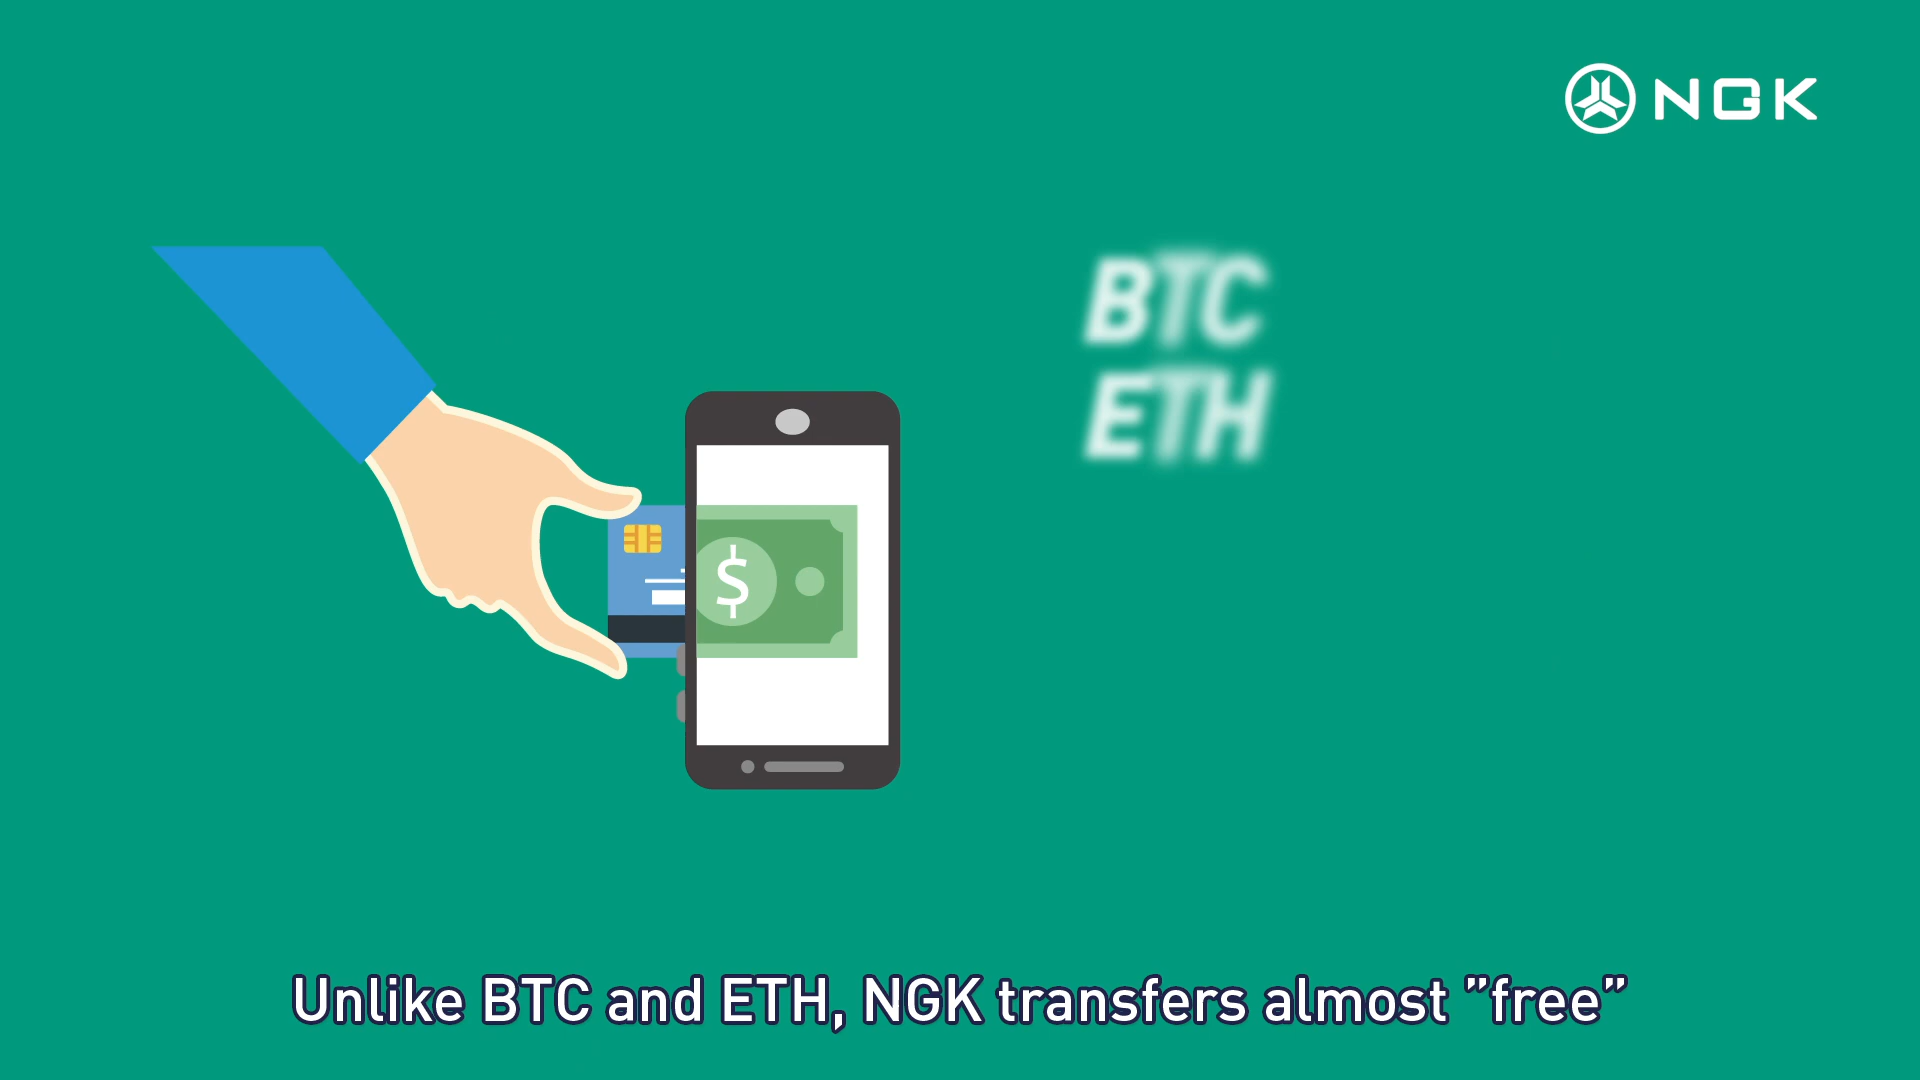 NGK
BTC
ETH
$
Unlike BTC and ETH, NGK transfers almost ”free”